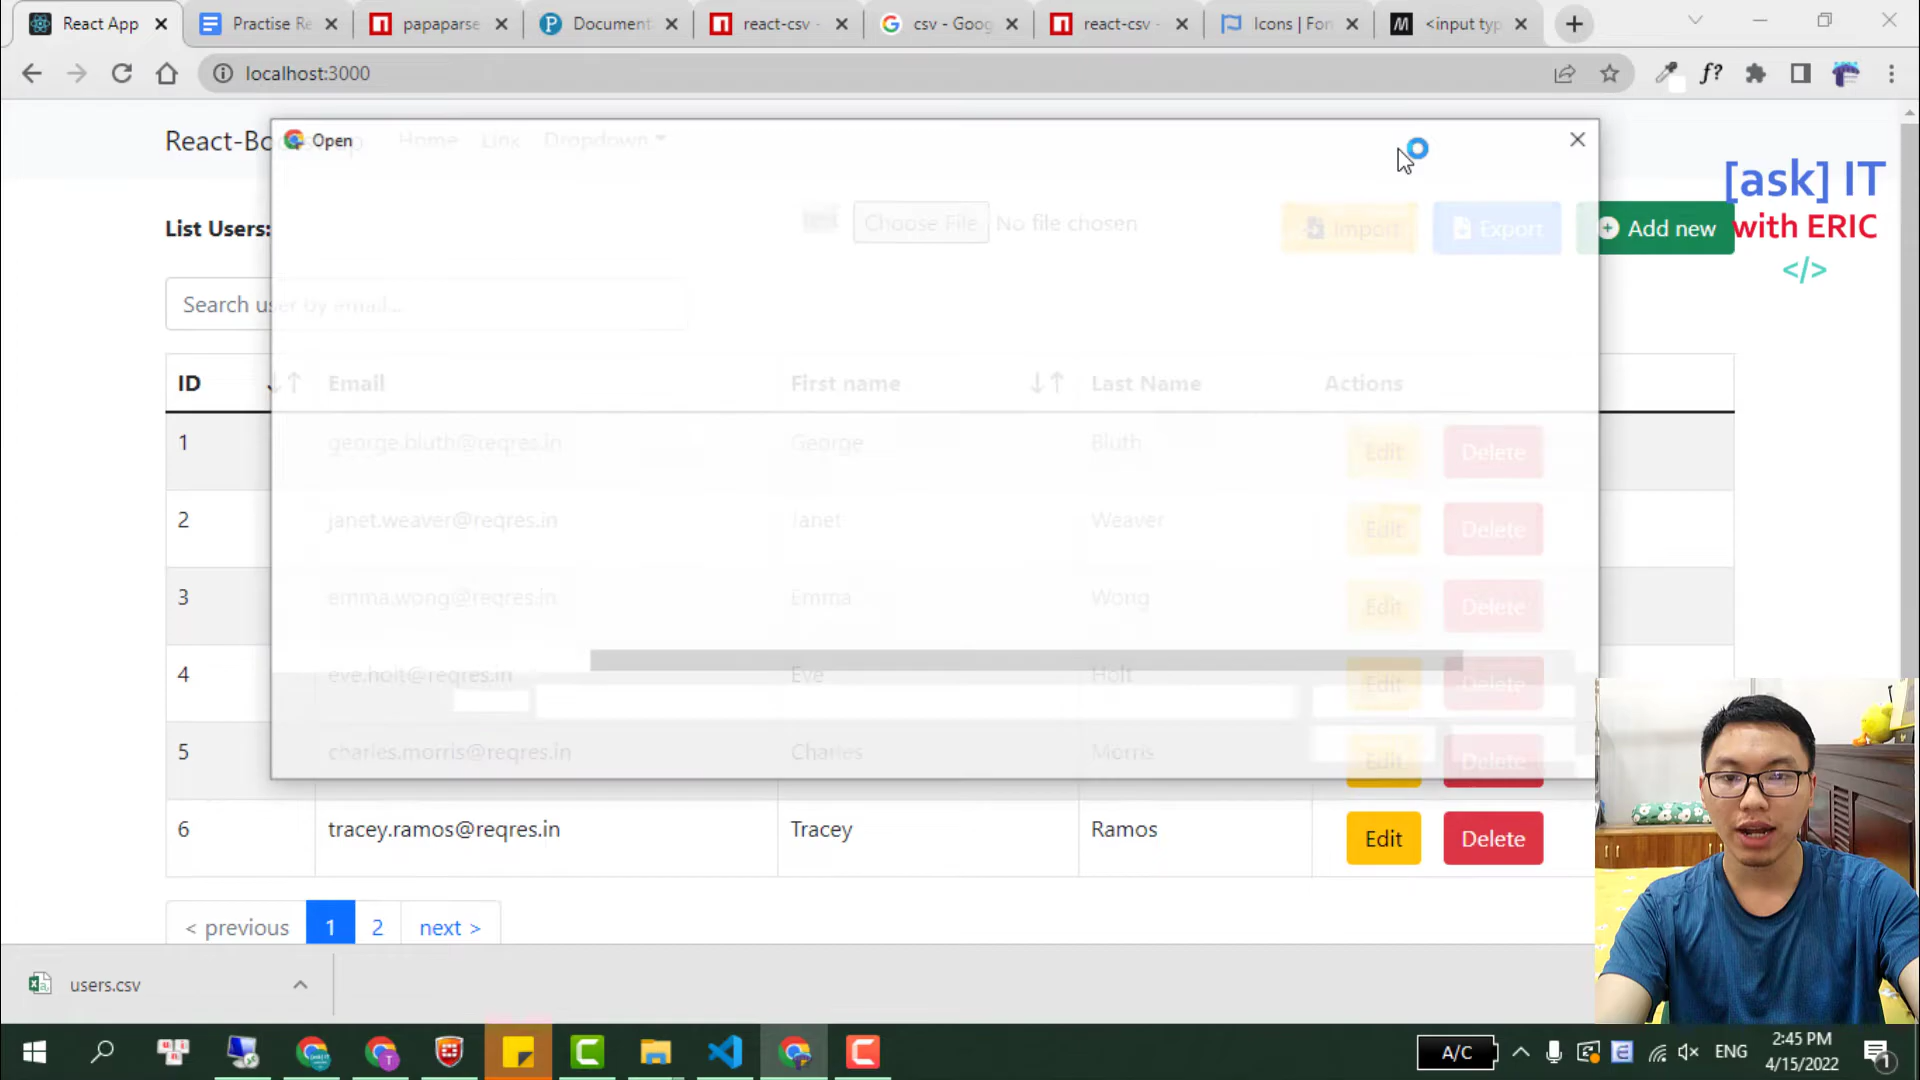 React App
Practise Re
papaparse
Document
react-csv -
csv - Goog
react-csv -
Icons | Fon
<input typ
localhost:3000
f?
React-Bo
Open
Home
Link
Dropdown
[ask] IT
with ERIC
</>
List Users:
Choose File
No file chosen
Import
Export
Add new
Search user by email...
ID
Email
First name
Last Name
Actions
1
george.bluth@reqres.in
George
Bluth
Edit
Delete
2
janet.weaver@reqres.in
Janet
Weaver
Edit
Delete
3
emma.wong@reqres.in
Emma
Wong
Edit
Delete
4
eve.holt@reqres.in
Eve
Holt
Edit
Delete
5
charles.morris@reqres.in
Charles
Morris
Edit
Delete
6
tracey.ramos@reqres.in
Tracey
Ramos
Edit
Delete
< previous
1
2
next >
users.csv
A/C
ENG
2:45 PM
4/15/2022
1